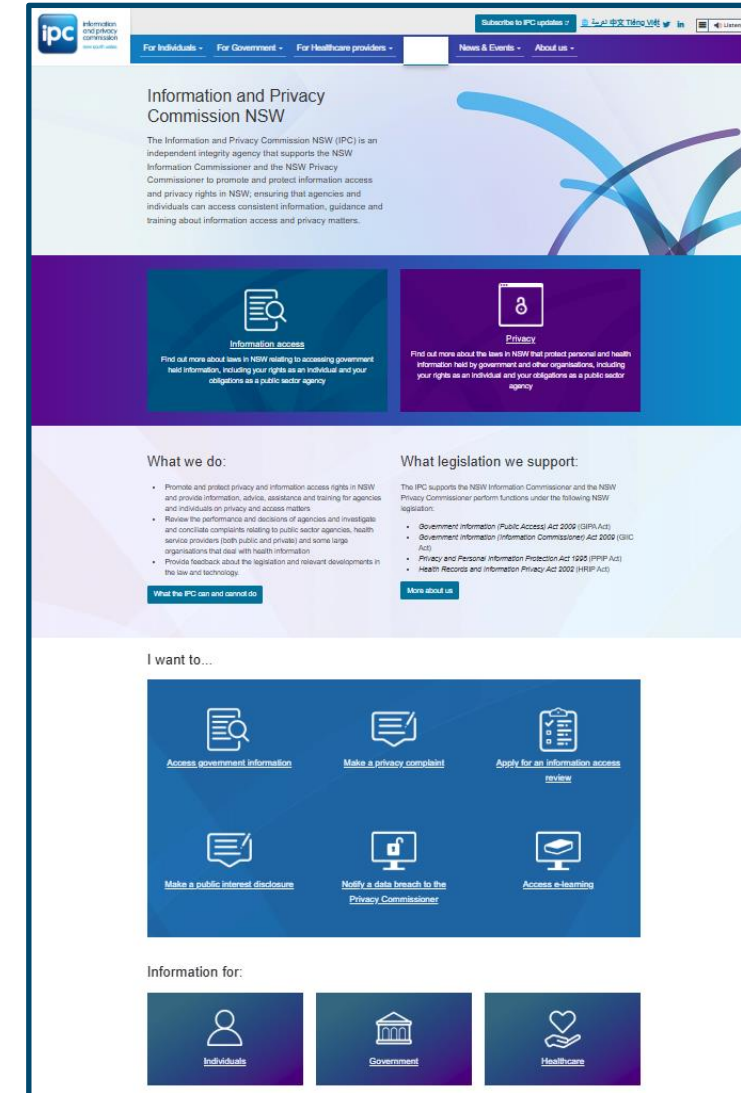 ipc
information
and privacy
commission
new south wales
Subscribe to IPC updates
العربية 中文 Tiếng Việt
in
Listen
For Individuals
For Government
For Healthcare providers
News & Events
About us
Information and Privacy
Commission NSW
The Information and Privacy Commission NSW (IPC) is an
independent integrity agency that supports the NSW
Information Commissioner and the NSW Privacy
Commissioner to promote and protect information access
and privacy rights in NSW; ensuring that agencies and
individuals can access consistent information, guidance and
training about information access and privacy matters.
Information access
Find out more about laws in NSW relating to accessing government
held information, including your rights as an individual and your
obligations as a public sector agency
Privacy
Find out more about the laws in NSW that protect personal and health
information held by government and other organisations, including
your rights as an individual and your obligations as a public sector
agency
What we do:
• Promote and protect privacy and information access rights in NSW
and provide information, advice, assistance and training for agencies
and individuals on privacy and access matters
• Review the performance and decisions of agencies and investigate
and conciliate complaints relating to public sector agencies, health
service providers (both public and private) and some large
organisations that deal with health information
• Provide feedback about the legislation and relevant developments in
the law and technology.
What the IPC can and cannot do
What legislation we support:
The IPC supports the NSW Information Commissioner and the NSW
Privacy Commissioner perform functions under the following NSW
legislation:
• Government Information (Public Access) Act 2009 (GIPA Act)
• Government Information (Information Commissioner) Act 2009 (GIIC
Act)
• Privacy and Personal Information Protection Act 1998 (PPIP Act)
• Health Records and Information Privacy Act 2002 (HRIP Act)
More about us
I want to...
Access government information
Make a privacy complaint
Apply for an information access
review
Make a public interest disclosure
Notify a data breach to the
Privacy Commissioner
Access e-learning
Information for:
Individuals
Government
Healthcare